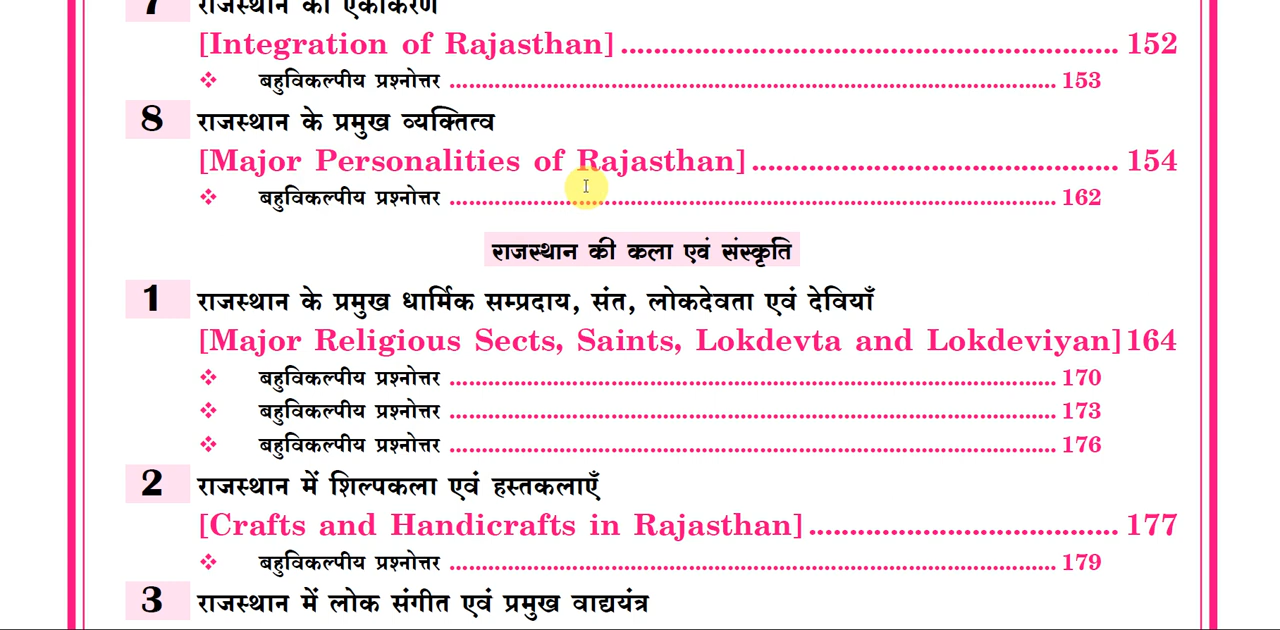 7 राजस्थान का एकीकरण
[Integration of Rajasthan] 152
❖ बहुविकल्पीय प्रश्नोत्तर 153
8 राजस्थान के प्रमुख व्यक्तित्व
[Major Personalities of Rajasthan] 154
❖ बहुविकल्पीय प्रश्नोत्तर 162
राजस्थान की कला एवं संस्कृति
1 राजस्थान के प्रमुख धार्मिक सम्प्रदाय, संत, लोकदेवता एवं देवियाँ
[Major Religious Sects, Saints, Lokdevta and Lokdeviyan] 164
❖ बहुविकल्पीय प्रश्नोत्तर 170
❖ बहुविकल्पीय प्रश्नोत्तर 173
❖ बहुविकल्पीय प्रश्नोत्तर 176
2 राजस्थान में शिल्पकला एवं हस्तकलाएँ
[Crafts and Handicrafts in Rajasthan] 177
❖ बहुविकल्पीय प्रश्नोत्तर 179
3 राजस्थान में लोक संगीत एवं प्रमुख वाद्ययंत्र